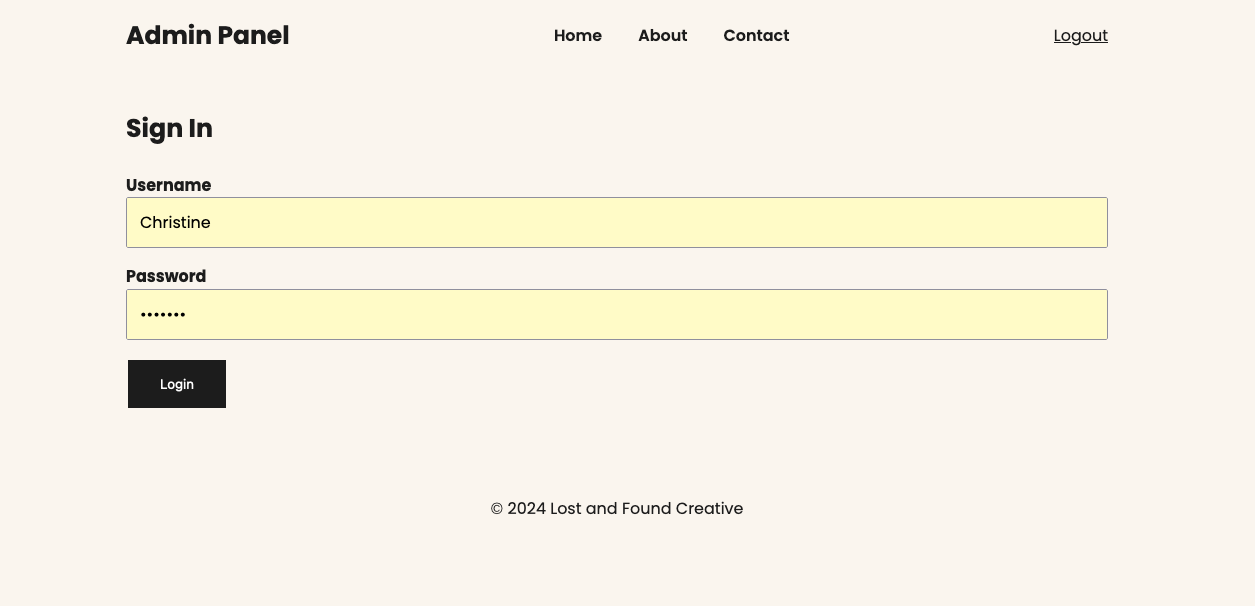 Admin Panel
Home
About
Contact
Logout
Sign In
Username
Christine
Password
•••••••
Login
© 2024 Lost and Found Creative